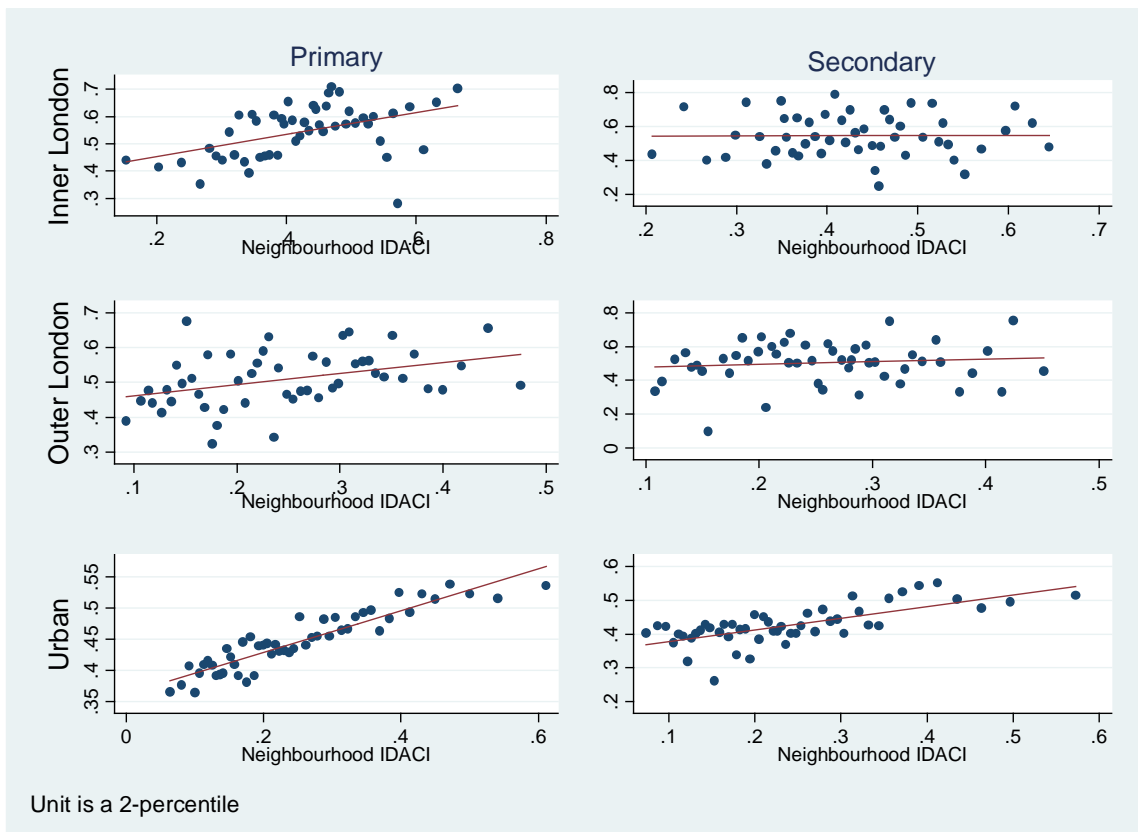 Primary
Secondary
Inner London
.3 .4 .5 .6 .7
.2 .4 .6 .8
Neighbourhood IDACI
.2 .4 .6 .8
.2 .3 .4 .5 .6 .7
Neighbourhood IDACI
Outer London
.3 .4 .5 .6 .7
.1 .2 .3 .4 .5
Neighbourhood IDACI
0 .2 .4 .6 .8
.1 .2 .3 .4 .5
Neighbourhood IDACI
Urban
.35 .4 .45 .5 .55
0 .2 .4 .6
Neighbourhood IDACI
.2 .3 .4 .5 .6
.1 .2 .3 .4 .5 .6
Neighbourhood IDACI
Unit is a 2-percentile